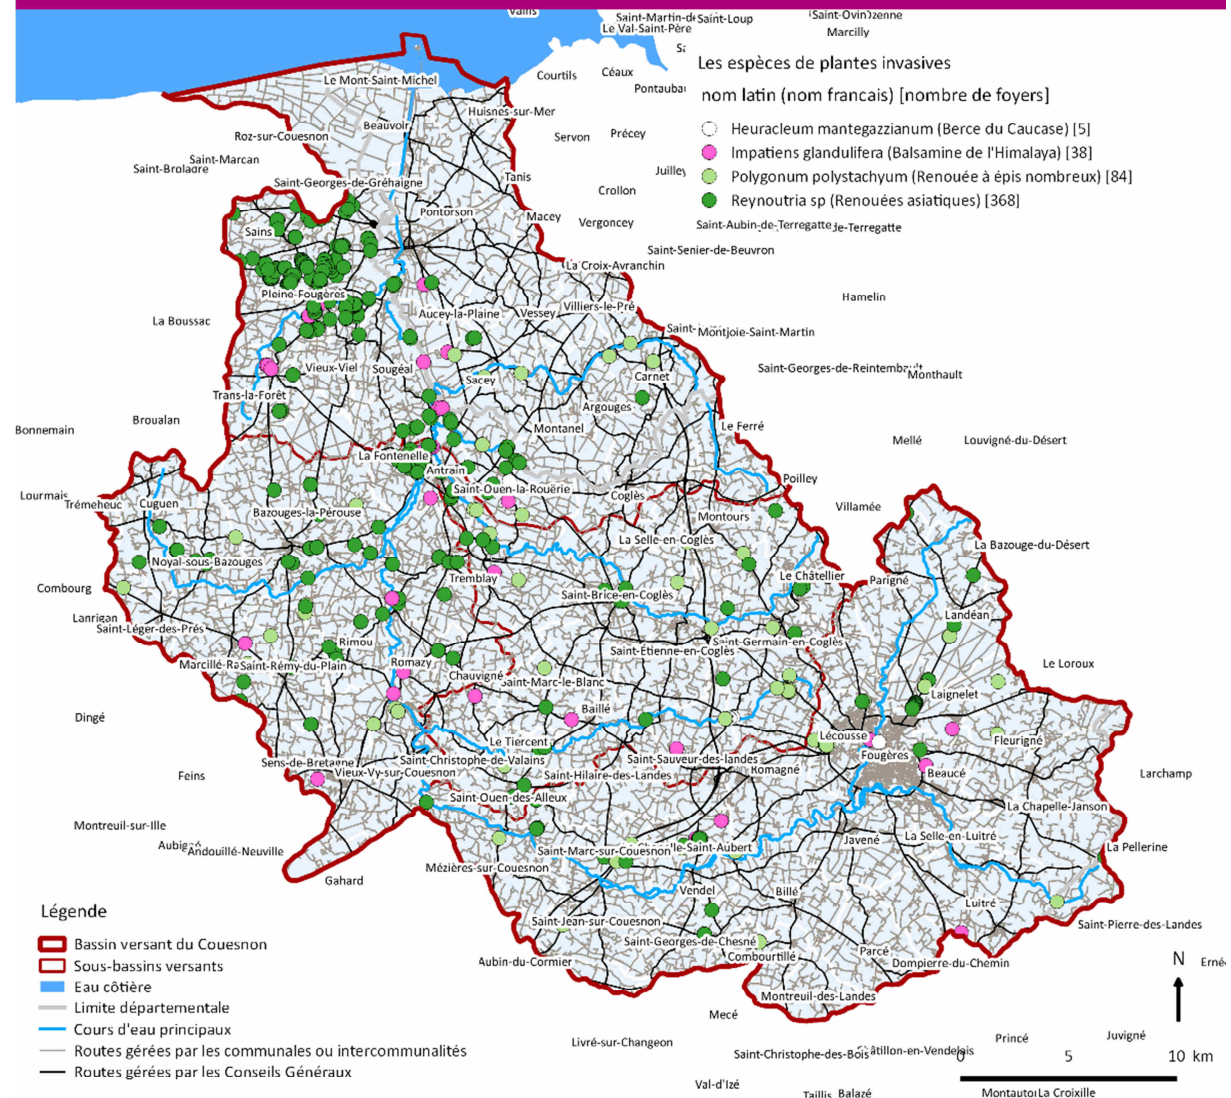 Vains
Saint-Loup
Le Val-Saint-Père
Marcilly
Les espèces de plantes invasives
nom latin (nom francais) [nombre de foyers]
Heuracleum mantegazzianum (Berce du Caucase) [5]
Impatiens glandulifera (Balsamine de l'Himalaya) [38]
Polygonum polystachyum (Renouée à épis nombreux) [84]
Reynoutria sp (Renouées asiatiques) [368]
Le Mont-Saint-Michel
Courtils
Céaux
Huisnes-sur-Mer
Beauvoir
Roz-sur-Couesnon
Servon
Précey
Saint-Marcan
Saint-Broladre
Saint-Georges-de-Gréhaigne
Tanis
Juilley
Crollon
Pontorson
Macey
Vergoncey
Saint-Aubin-de-Terregatte
de-Terregatte
Sains
Saint-Senier-de-Beuvron
La Croix-Avranchin
Pleine-Fougères
Hamelin
La Boussac
Aucey-la-Plaine
Vessey
Villiers-le-Pré
Montjoie-Saint-Martin
Vieux-Viel
Sougéal
Sacey
Carnet
Saint-Georges-de-Reintembault
Monthault
Trans-la-Forêt
Argouges
Broualan
Bonnemain
Montanel
Le Ferré
Mellé
Louvigné-du-Désert
La Fontenelle
Antrain
Poilley
Lourmais
Trémeheuc
Cuguen
Saint-Ouen-la-Rouërie
Coglès
Villamée
Bazouges-la-Pérouse
Montours
La Selle-en-Coglès
La Bazouge-du-Désert
Noyal-sous-Bazouges
Combourg
Tremblay
Le Châtellier
Parigné
Saint-Brice-en-Coglès
Lanrigan
Saint-Léger-des-Prés
Landéan
Rimou
Saint-Germain-en-Coglès
Saint-Étienne-en-Coglès
Saint-Rémy-du-Plain
Romazy
Chauvigné
Saint-Marc-le-Blanc
Le Loroux
Laignelet
Dingé
Baillé
Le Tiercent
Lécousse
Fougères
Fleurigné
Sens-de-Bretagne
Saint-Christophe-de-Valains
Saint-Sauveur-des-landes
Romagné
Feins
Vieux-Vy-sur-Couesnon
Saint-Hilaire-des-Landes
Beaucé
Larchamp
Saint-Ouen-des-Alleux
La Chapelle-Janson
Montreuil-sur-Ille
Javené
La Selle-en-Luitré
Andouillé-Neuville
Saint-Marc-sur-Couesnon
La Pellerine
Mézières-sur-Couesnon
Gahard
Vendel
Billé
Luitré
Saint-Jean-sur-Couesnon
Saint-Pierre-des-Landes
Saint-Georges-de-Chesné
Parcé
Combourtillé
Aubin-du-Cormier
Dompierre-du-Chemin
Montreuil-des-Landes
Mecé
Livré-sur-Changeon
Princé
Juvigné
Saint-Christophe-des-Bois
Val-d'Izé
Taillis
Balazé
La Croixille
Légende
Bassin versant du Couesnon
Sous-bassins versants
Eau côtière
Limite départementale
Cours d'eau principaux
Routes gérées par les communales ou intercommunalités
Routes gérées par les Conseils Généraux
N
0 5 10 km